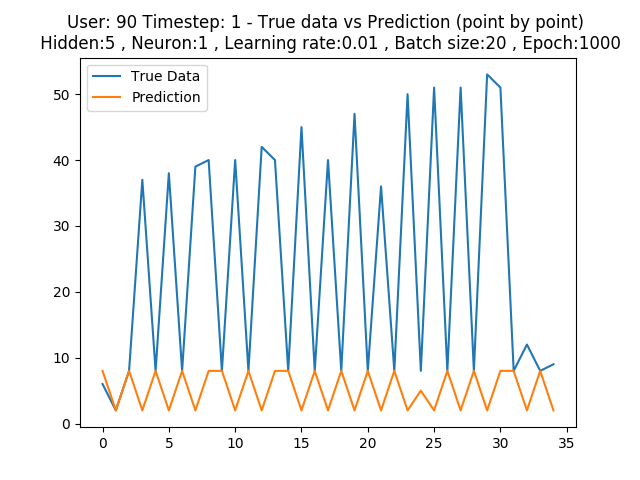 User: 90 Timestep: 1 - True data vs Prediction (point by point)
Hidden:5 , Neuron:1 , Learning rate:0.01 , Batch size:20 , Epoch:1000
True Data
Prediction
50
40
30
20
10
0
0 5 10 15 20 25 30 35